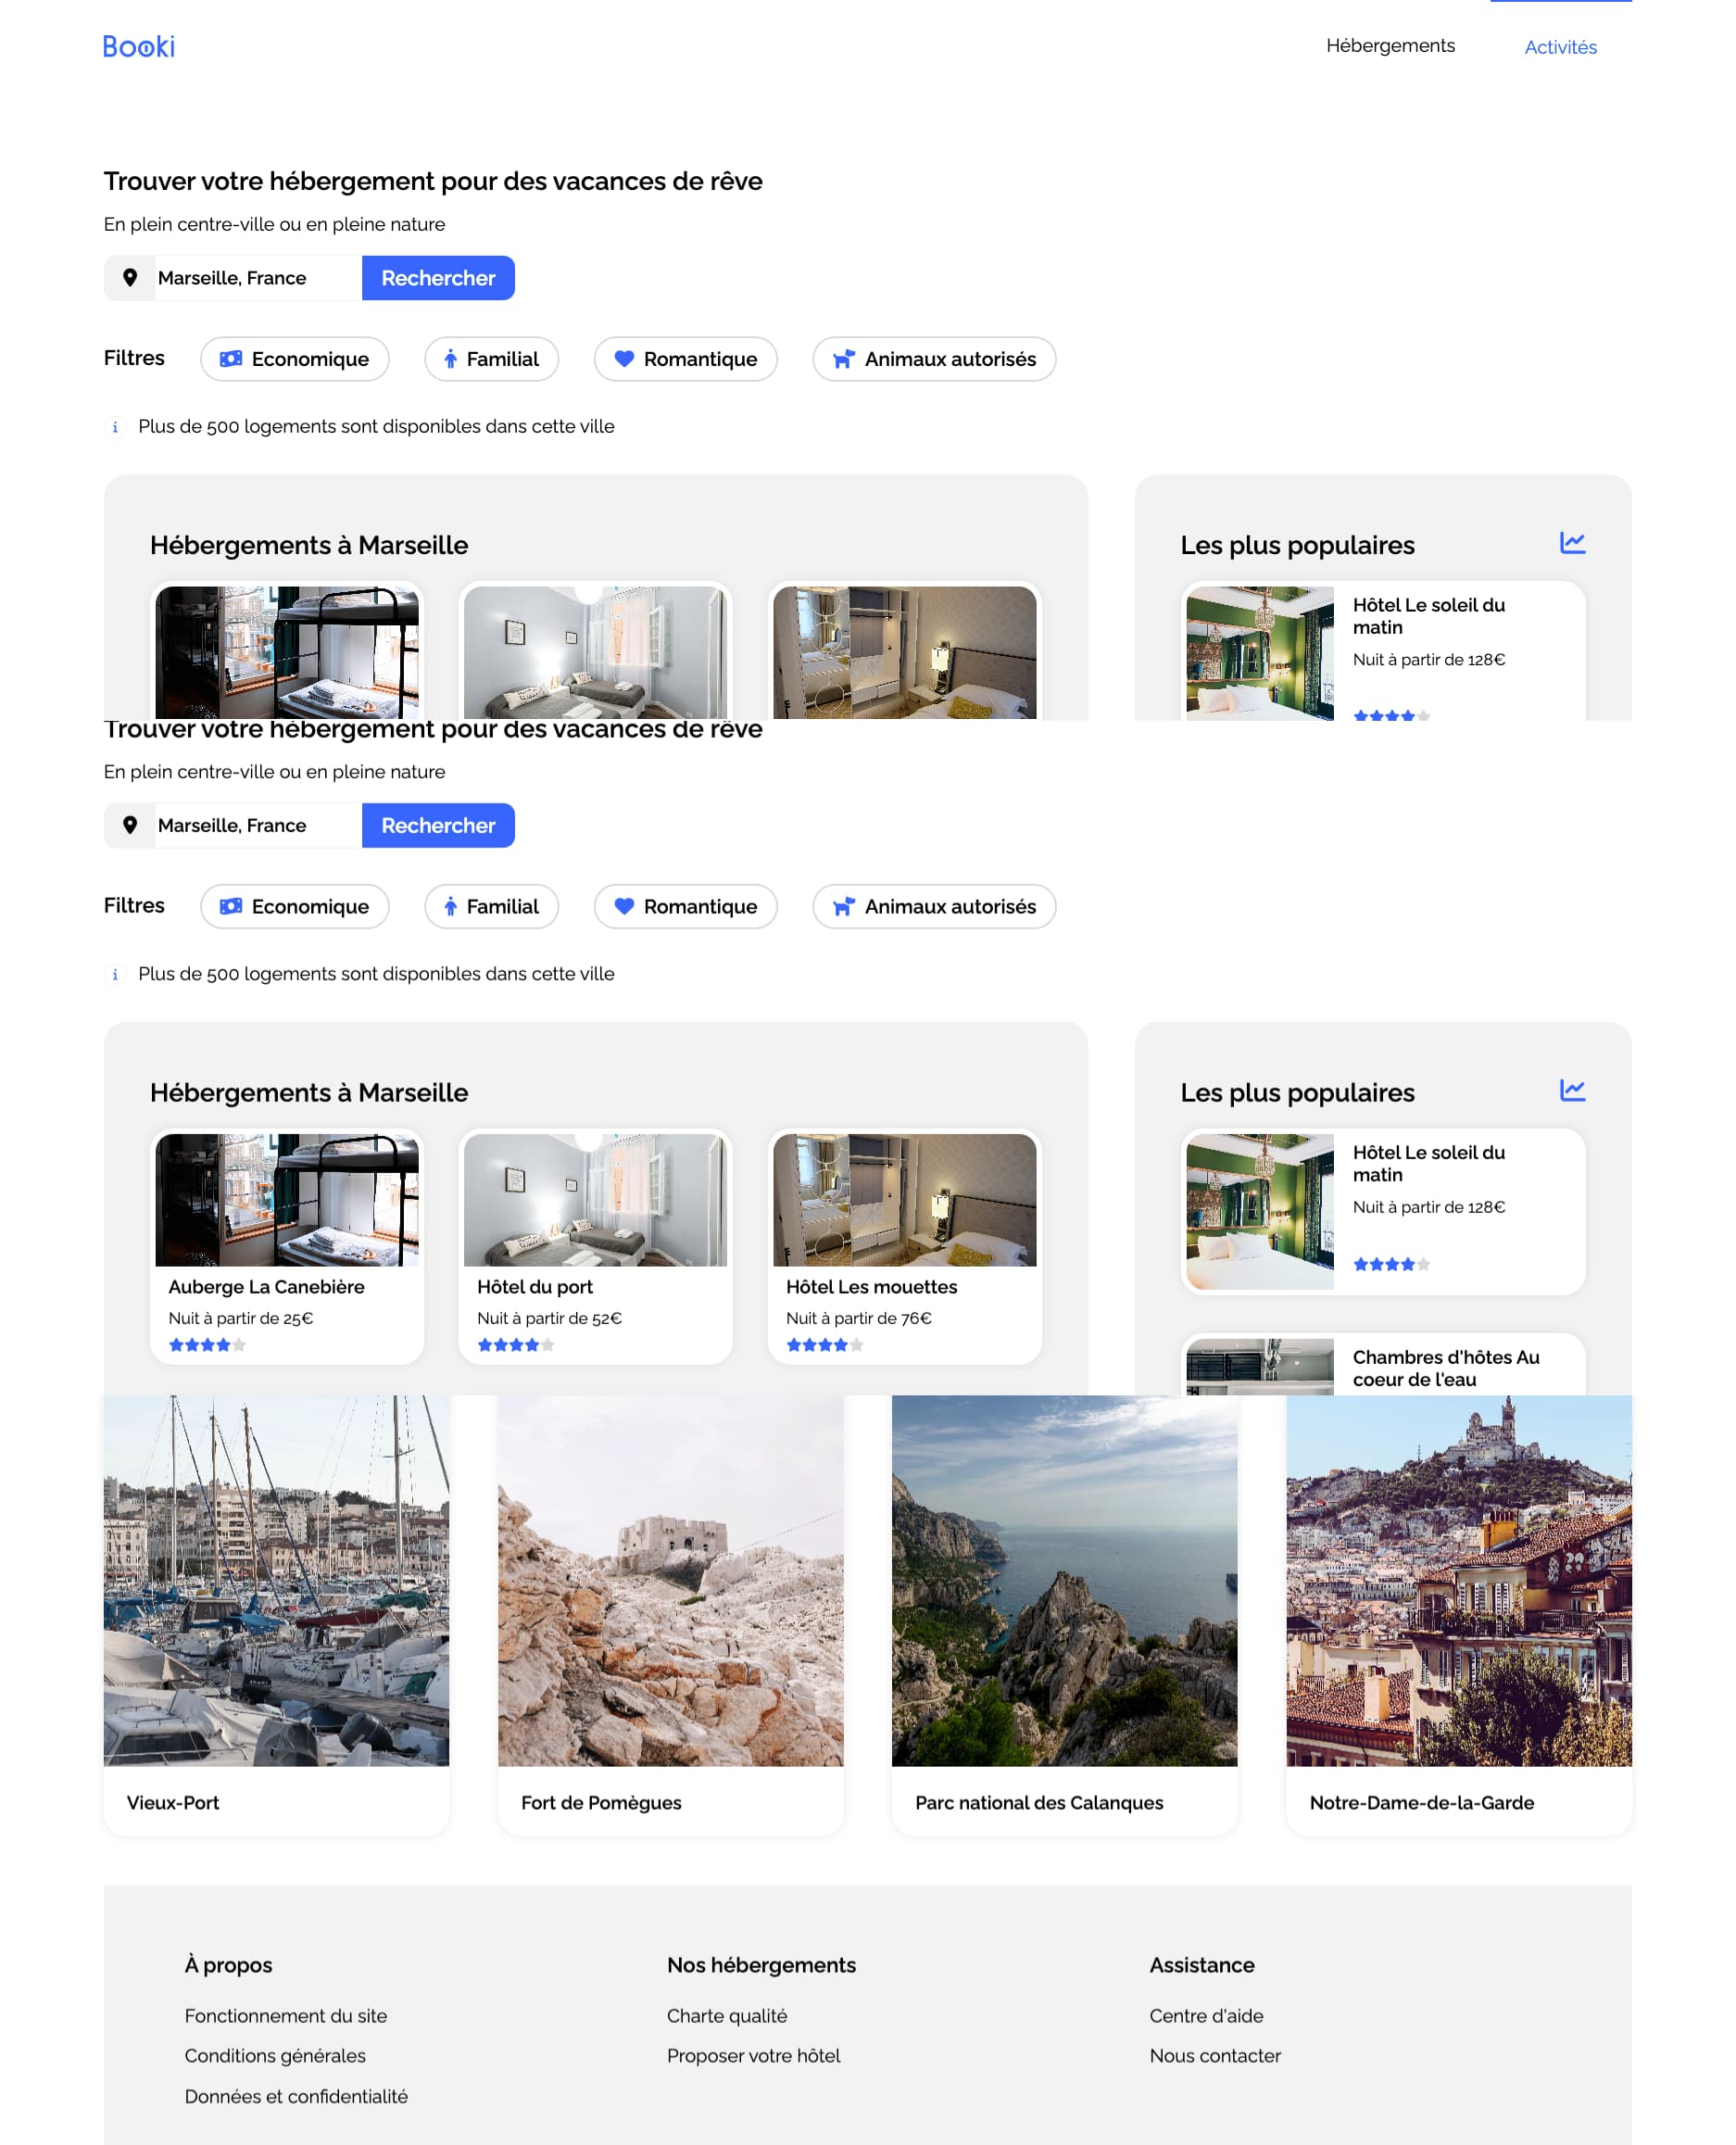 Booki
Hébergements
Activités
Trouver votre hébergement pour des vacances de rêve
En plein centre-ville ou en pleine nature
Marseille, France
Rechercher
Filtres
Economique
Familial
Romantique
Animaux autorisés
i
Plus de 500 logements sont disponibles dans cette ville
Hébergements à Marseille
Les plus populaires
Hôtel Le soleil du
matin
Nuit à partir de 128€
Trouver votre hébergement pour des vacances de rêve
En plein centre-ville ou en pleine nature
Marseille, France
Rechercher
Filtres
Economique
Familial
Romantique
Animaux autorisés
i
Plus de 500 logements sont disponibles dans cette ville
Hébergements à Marseille
Auberge La Canebière
Nuit à partir de 25€
Hôtel du port
Nuit à partir de 52€
Hôtel Les mouettes
Nuit à partir de 76€
Les plus populaires
Hôtel Le soleil du
matin
Nuit à partir de 128€
Chambres d'hôtes Au
coeur de l'eau
Vieux-Port
Fort de Pomègues
Parc national des Calanques
Notre-Dame-de-la-Garde
À propos
Fonctionnement du site
Conditions générales
Données et confidentialité
Nos hébergements
Charte qualité
Proposer votre hôtel
Assistance
Centre d'aide
Nous contacter